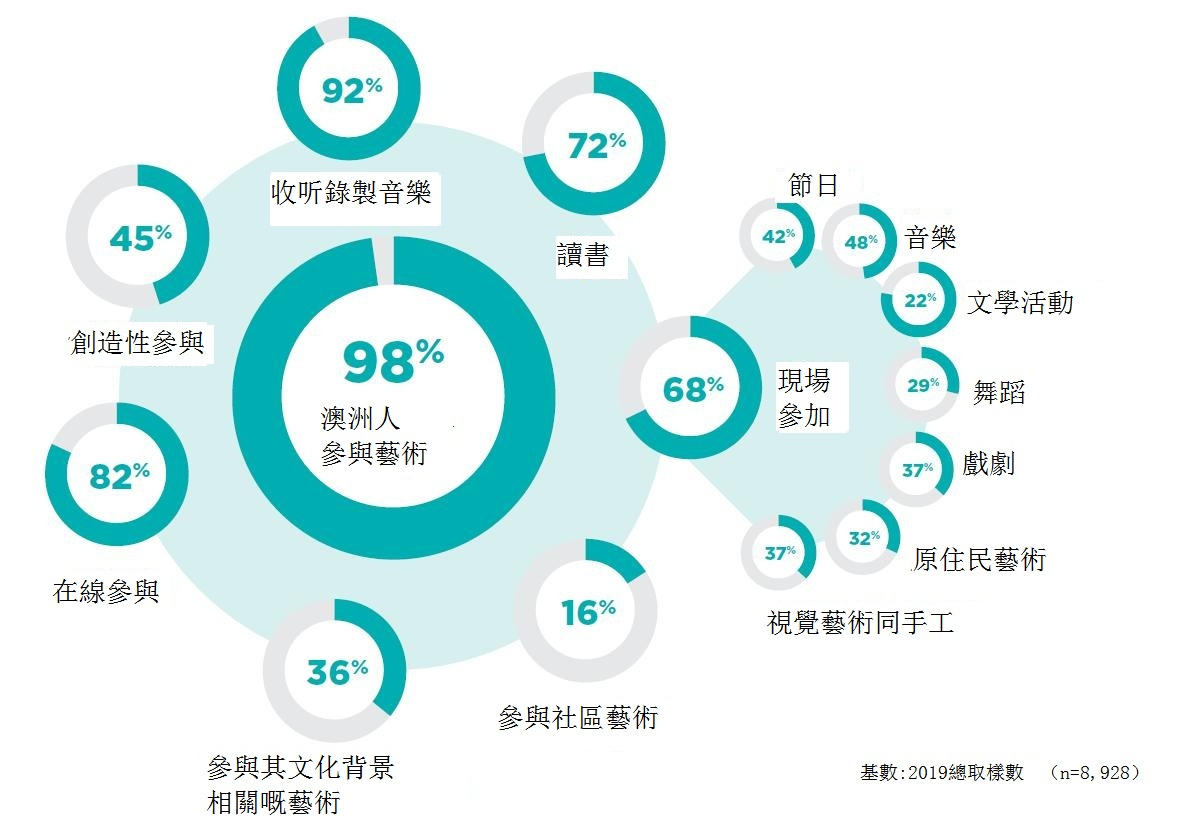 92%
收听錄製音樂
72%
讀書
45%
創造性參與
98%
澳洲人
參與藝術
82%
在線參與
36%
參與其文化背景
相關嘅藝術
16%
參與社區藝術
68%
現場
參加
節日
42%
48%
音樂
22%
文學活動
29%
舞蹈
37%
戲劇
32%
原住民藝術
37%
視覺藝術同手工
基數:2019總取樣數 （n=8,928）